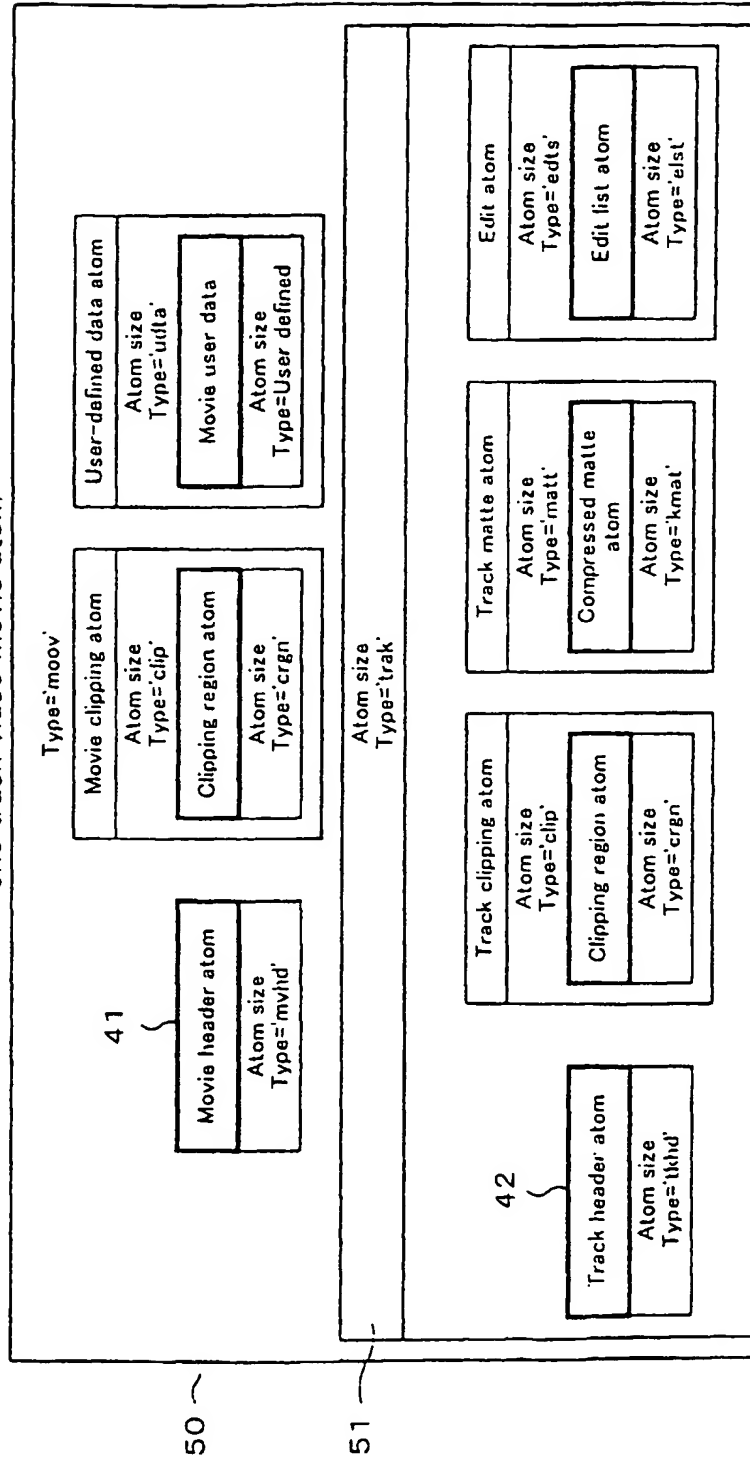 one track video movie atom
Type='moov'
50
41
Movie header atom
Atom size
Type='mvhd'
Movie clipping atom
Atom size
Type='clip'
Clipping region atom
Atom size
Type='crgn'
User-defined data atom
Atom size
Type='udta'
Movie user data
Atom size
Type=User defined
51
Atom size
Type='trak'
42
Track header atom
Atom size
Type='tkhd'
Track clipping atom
Atom size
Type='clip'
Clipping region atom
Atom size
Type='crgn'
Track matte atom
Atom size
Type='matt'
Compressed matte
atom
Atom size
Type='kmat'
Edit atom
Atom size
Type='edts'
Edit list atom
Atom size
Type='elst'